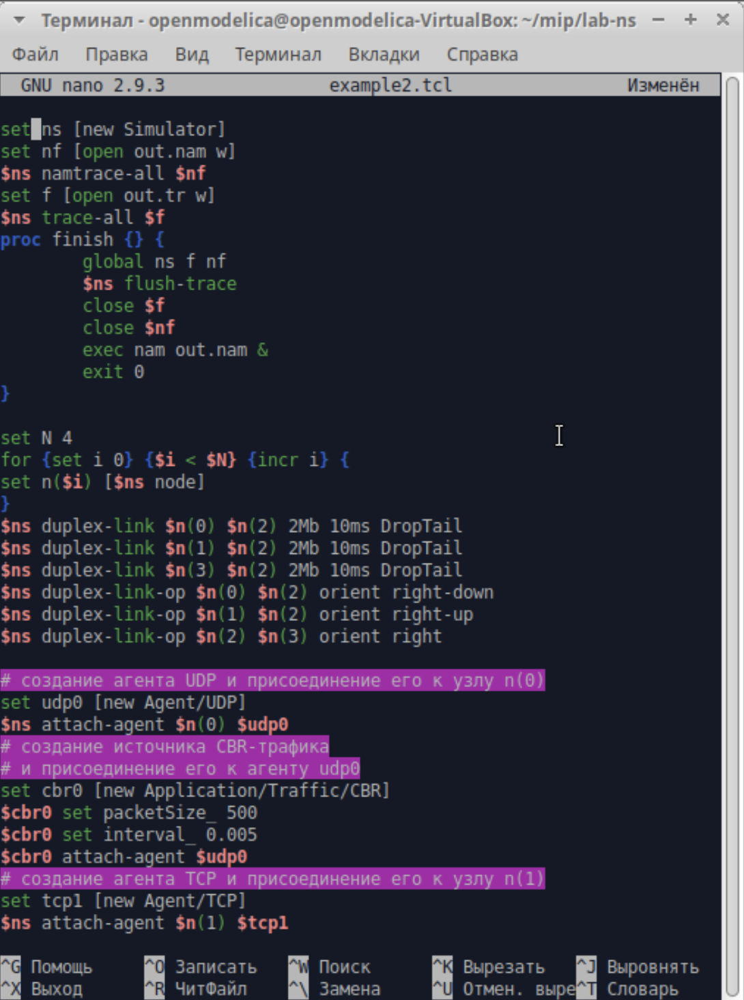 Терминал - openmodelica@openmodelica-VirtualBox: ~/mip/lab-ns
Файл Правка Вид Терминал Вкладки Справка
GNU nano 2.9.3 example2.tcl Изменён
set ns [new Simulator]
set nf [open out.nam w]
$ns namtrace-all $nf
set f [open out.tr w]
$ns trace-all $f
proc finish {} {
global ns f nf
$ns flush-trace
close $f
close $nf
exec nam out.nam &
exit 0
}
set N 4
for {set i 0} {$i < $N} {incr i} {
set n($i) [$ns node]
}
$ns duplex-link $n(0) $n(2) 2Mb 10ms DropTail
$ns duplex-link $n(1) $n(2) 2Mb 10ms DropTail
$ns duplex-link $n(3) $n(2) 2Mb 10ms DropTail
$ns duplex-link-op $n(0) $n(2) orient right-down
$ns duplex-link-op $n(1) $n(2) orient right-up
$ns duplex-link-op $n(2) $n(3) orient right
# создание агента UDP и присоединение его к узлу n(0)
set udp0 [new Agent/UDP]
$ns attach-agent $n(0) $udp0
# создание источника CBR-трафика
# и присоединение его к агенту udp0
set cbr0 [new Application/Traffic/CBR]
$cbr0 set packetSize_ 500
$cbr0 set interval_ 0.005
$cbr0 attach-agent $udp0
# создание агента TCP и присоединение его к узлу n(1)
set tcp1 [new Agent/TCP]
$ns attach-agent $n(1) $tcp1
^G Помощь ^O Записать ^W Поиск ^K Вырезать ^J Выровнять
^X Выход ^R ЧитФайл ^\ Замена ^U Отмен. выре^T Словарь